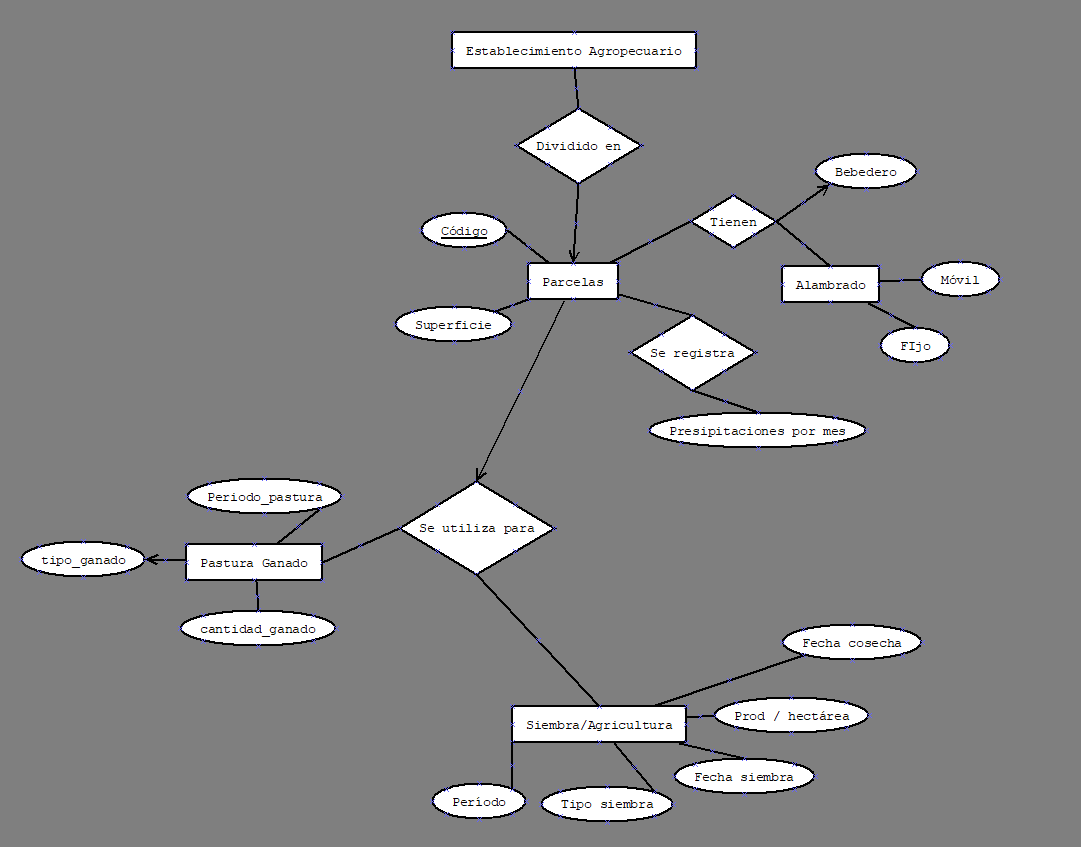 Establecimiento Agropecuario
Dividido en
Bebedero
Tienen
Código
Parcelas
Alambrado
Móvil
Superficie
FIjo
Se registra
Presipitaciones por mes
Periodo_pastura
Se utiliza para
tipo_ganado
Pastura Ganado
cantidad_ganado
Fecha cosecha
Siembra/Agricultura
Prod / hectárea
Fecha siembra
Período
Tipo siembra